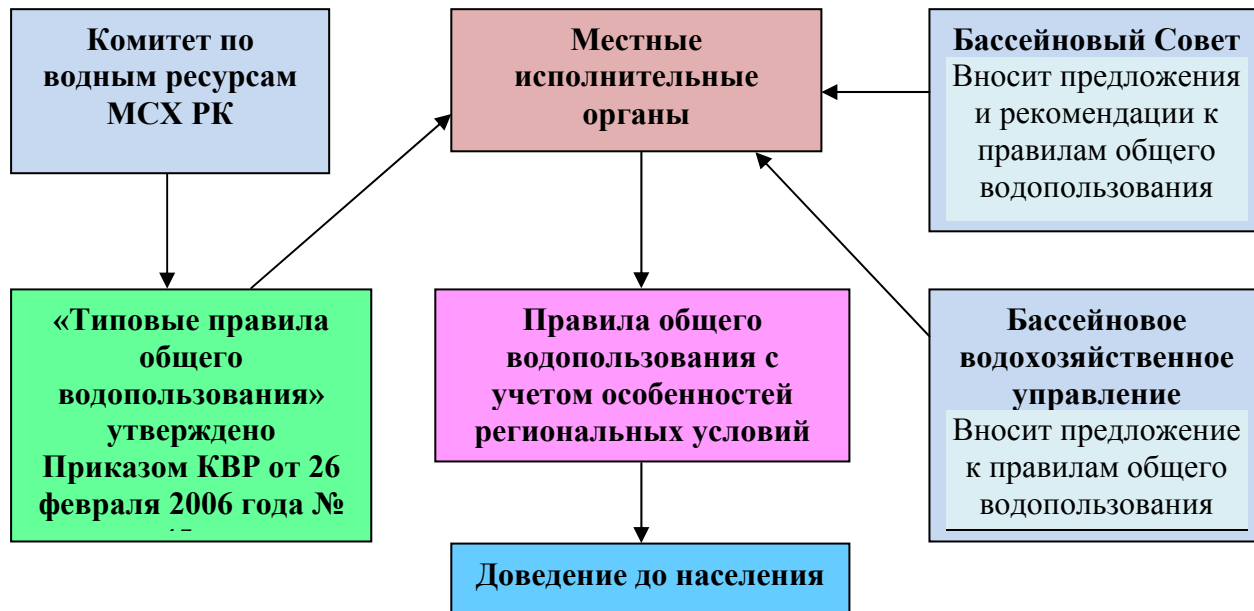 Комитет по
водным ресурсам
МСХ РК
Местные
исполнительные
органы
Бассейновый Совет
Вносит предложения
и рекомендации к
правилам общего
водопользования
«Типовые правила
общего
водопользования»
утверждено
Приказом КВР от 26
февраля 2006 года №
Правила общего
водопользования с
учетом особенностей
региональных условий
Бассейновое
водохозяйственное
управление
Вносит предложение
к правилам общего
водопользования
Доведение до населения